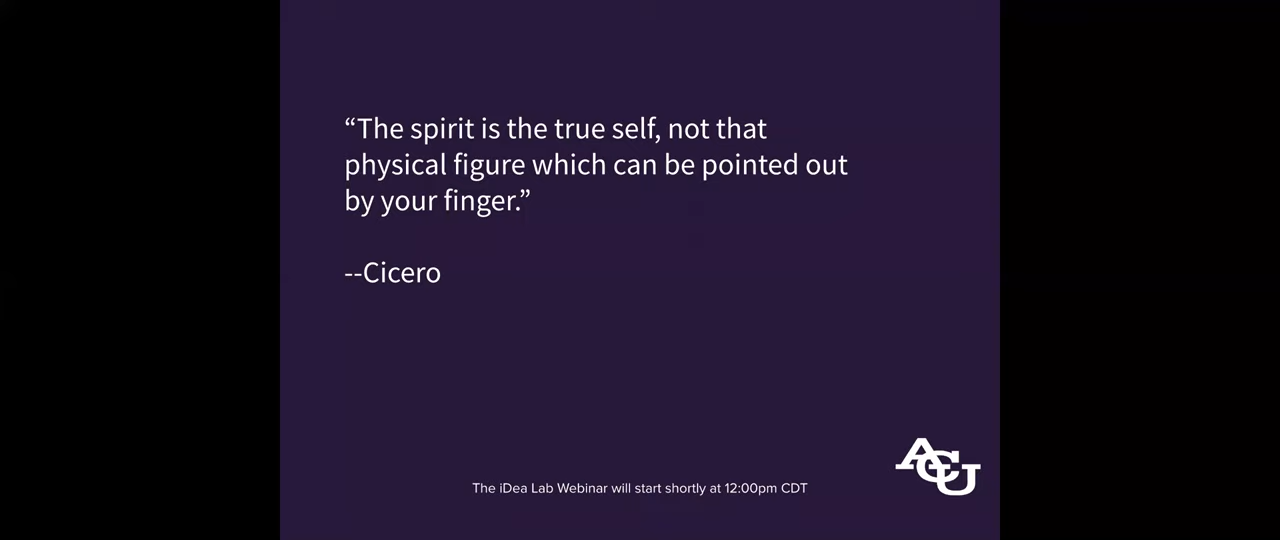 “The spirit is the true self, not that
physical figure which can be pointed out
by your finger.”
--Cicero
The iDea Lab Webinar will start shortly at 12:00pm CDT
ACU